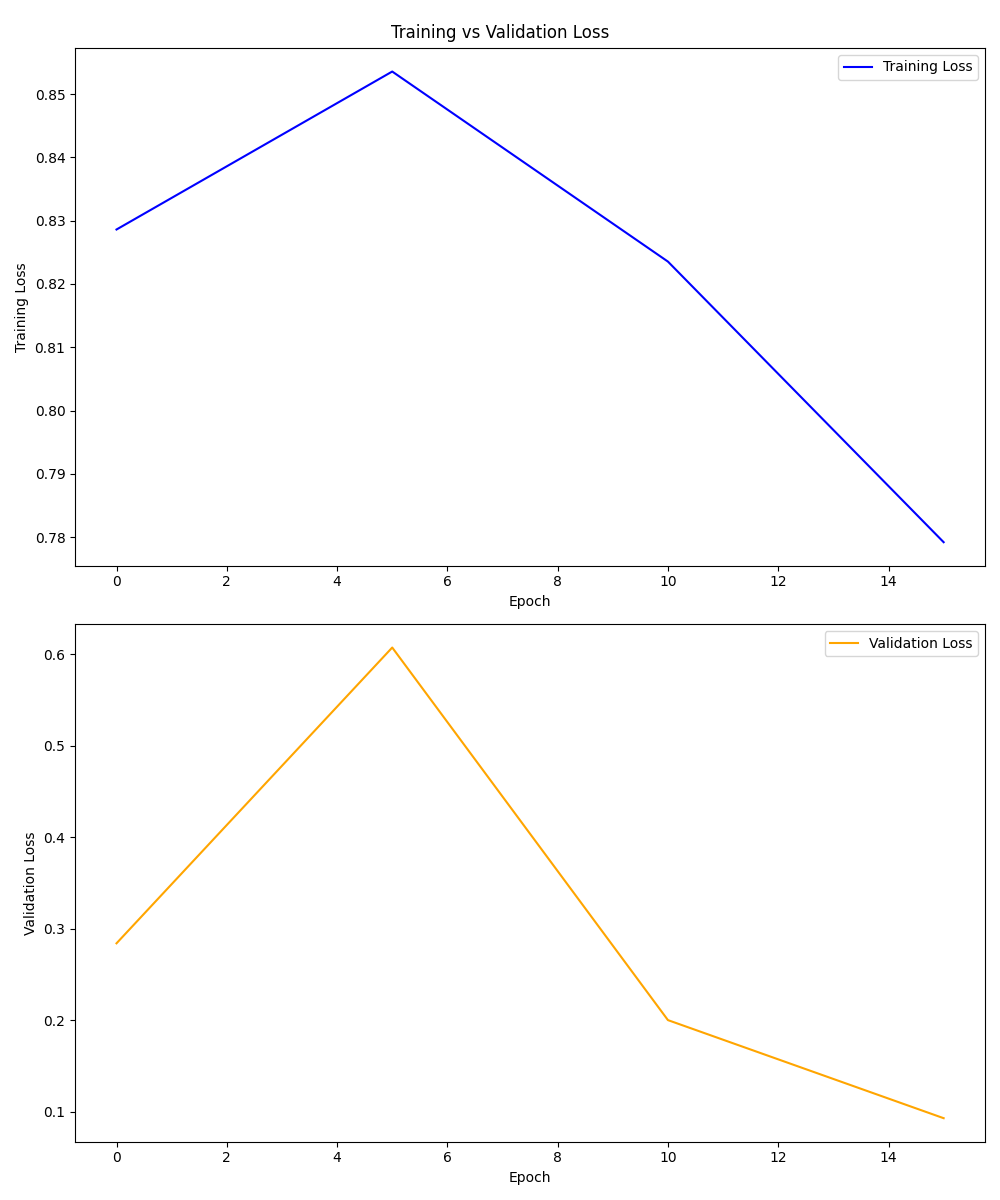 Training vs Validation Loss
Training Loss
0.85
0.84
0.83
0.82
0.81
0.80
0.79
0.78
Training Loss
0 2 4 6 8 10 12 14
Epoch
Validation Loss
0.6
0.5
0.4
0.3
0.2
0.1
Validation Loss
0 2 4 6 8 10 12 14
Epoch